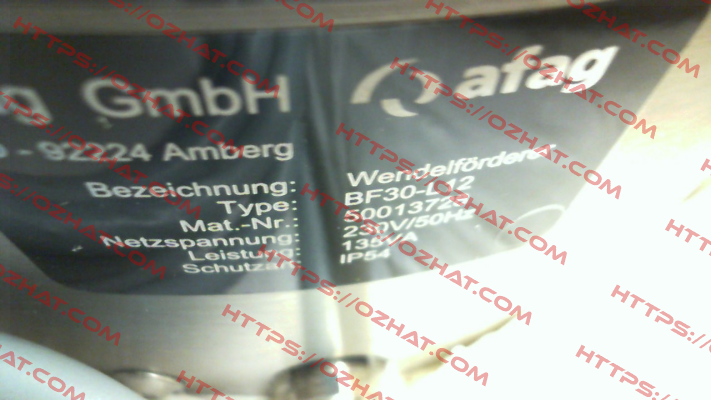 GmbH
afag
- 92224 Amberg
Bezeichnung: Wendelförderer
Type: BF30-L12
Mat.-Nr.: 50013721
Netzspannung: 230V/50Hz
Leistung: 135VA
IP54
HTTPS://OZHAT.COM